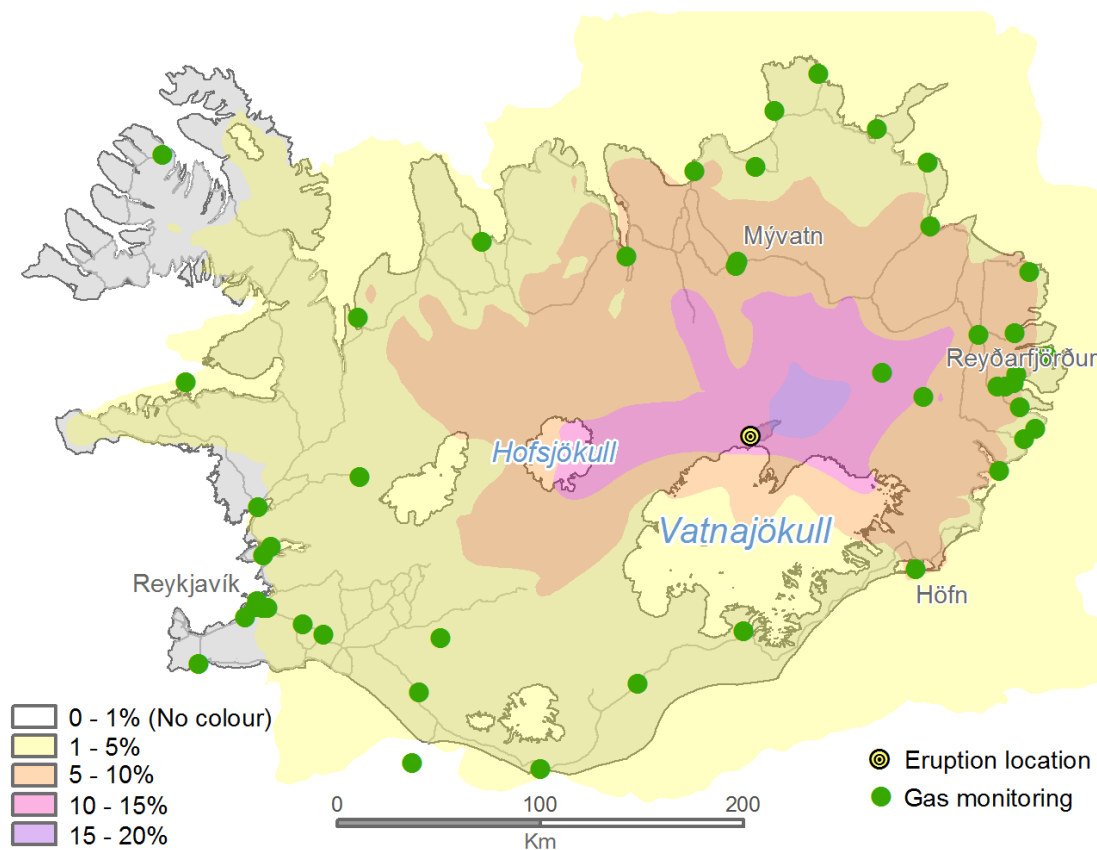 Mývatn
Reyðarfjörður
Hofsjökull
Vatnajökull
Reykjavík
Höfn
0 - 1% (No colour)
1 - 5%
5 - 10%
10 - 15%
15 - 20%
Eruption location
Gas monitoring
0 100 200
Km